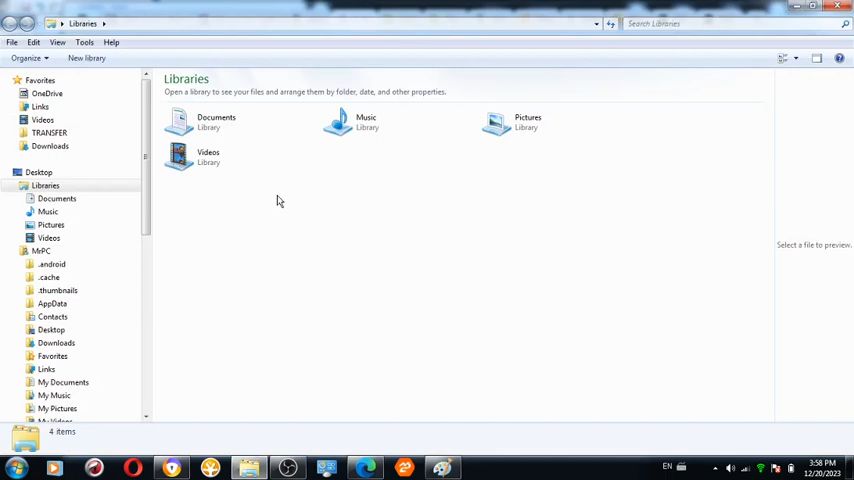 Libraries
Search Libraries
File Edit View Tools Help
Organize New library
Favorites
OneDrive
Links
Videos
TRANSFER
Downloads
Desktop
Libraries
Documents
Music
Pictures
Videos
MrPC
.android
.cache
.thumbnails
AppData
Contacts
Desktop
Downloads
Favorites
Links
My Documents
My Music
My Pictures
My Videos
Libraries
Open a library to see your files and arrange them by folder, date, and other properties.
Documents
Library
Music
Library
Pictures
Library
Videos
Library
Select a file to preview.
4 items
EN
3:58 PM
12/20/2023